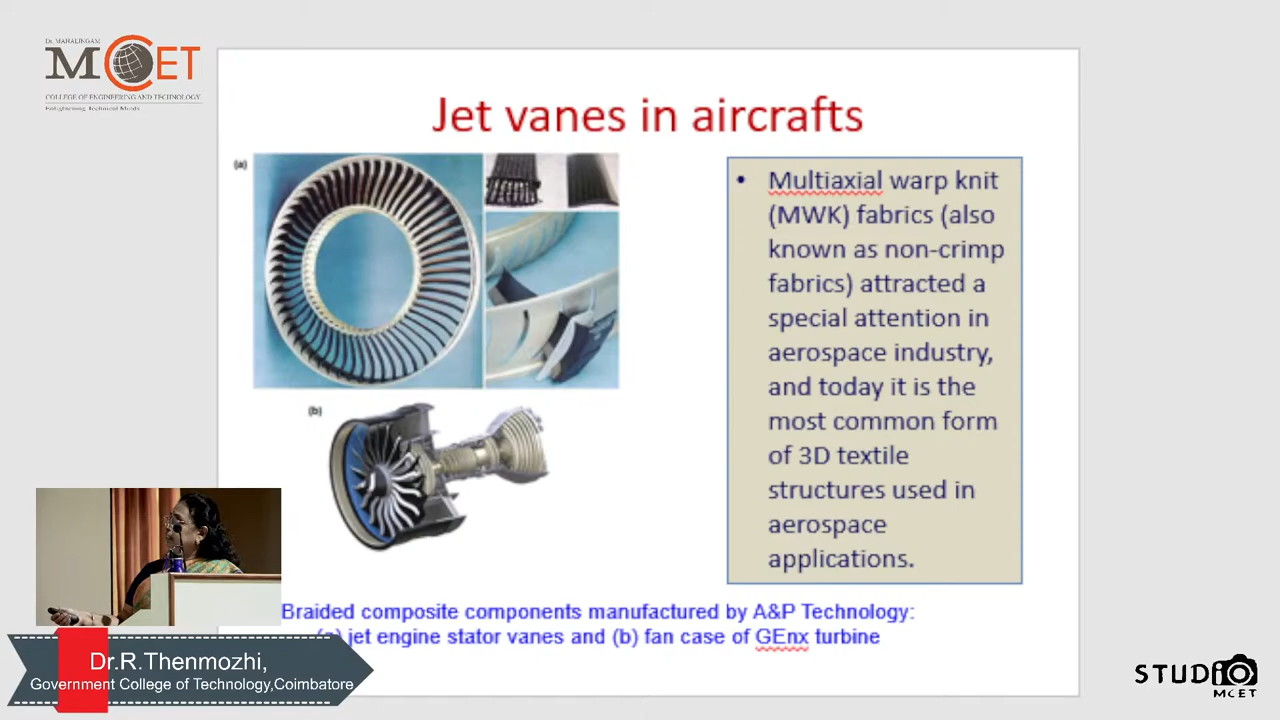 Dr. MAHALINGAM
MCET
COLLEGE OF ENGINEERING AND TECHNOLOGY
Enlightening Technical Minds
Jet vanes in aircrafts
(a)
(b)
• Multiaxial warp knit
(MWK) fabrics (also
known as non-crimp
fabrics) attracted a
special attention in
aerospace industry,
and today it is the
most common form
of 3D textile
structures used in
aerospace
applications.
Braided composite components manufactured by A&P Technology:
(a) jet engine stator vanes and (b) fan case of GEnx turbine
Dr.R.Thenmozhi,
Government College of Technology,Coimbatore
STUDIO
MCET